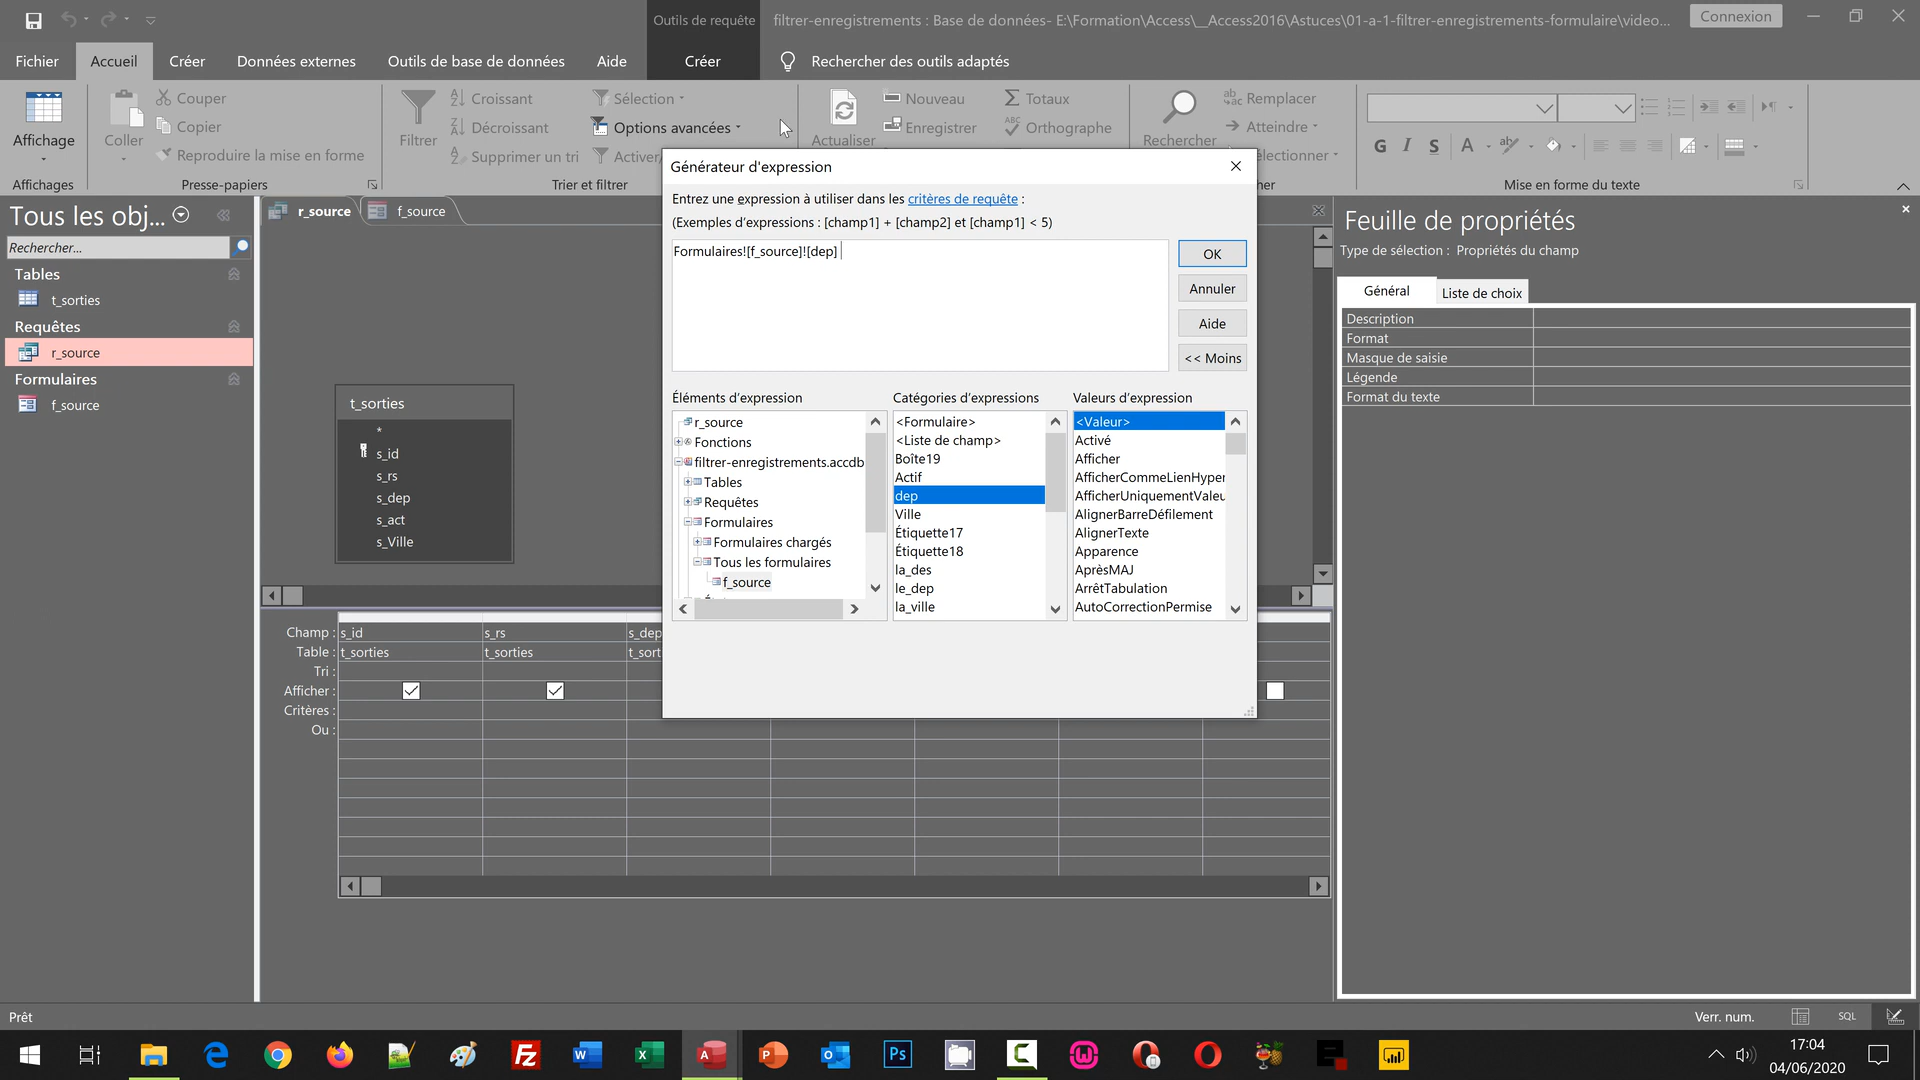 Outils de requête
filtrer-enregistrements : Base de données- E:\Formation\Access\__Access2016\Astuces\01-a-1-filtrer-enregistrements-formulaire\video...
Connexion
Fichier
Accueil
Créer
Données externes
Outils de base de données
Aide
Créer
Rechercher des outils adaptés
Affichage
Affichages
Coller
Couper
Copier
Reproduire la mise en forme
Presse-papiers
Filtrer
Croissant
Décroissant
Supprimer un tri
Sélection
Options avancées
Activer/
Trier et filtrer
Actualiser
Nouveau
Enregistrer
Totaux
Orthographe
Rechercher
Remplacer
Atteindre
électionner
her
G I S A
Mise en forme du texte
Tous les obj...
Rechercher...
Tables
t_sorties
Requêtes
r_source
Formulaires
f_source
r_source
f_source
t_sorties
*
s_id
s_rs
s_dep
s_act
s_Ville
Générateur d'expression
Entrez une expression à utiliser dans les critères de requête :
(Exemples d'expressions : [champ1] + [champ2] et [champ1] < 5)
Formulaires![f_source]![dep]
OK
Annuler
Aide
<< Moins
Éléments d'expression
r_source
Fonctions
filtrer-enregistrements.accdb
Tables
Requêtes
Formulaires
Formulaires chargés
Tous les formulaires
f_source
Catégories d'expressions
<Formulaire>
<Liste de champ>
Boîte19
Actif
dep
Ville
Étiquette17
Étiquette18
la_des
le_dep
la_ville
Valeurs d'expression
<Valeur>
Activé
Afficher
AfficherCommeLienHyper
AfficherUniquementValeu
AlignerBarreDéfilement
AlignerTexte
Apparence
AprèsMAJ
ArrêtTabulation
AutoCorrectionPermise
Champ : s_id s_rs s_dep
Table : t_sorties t_sorties t_sort
Tri :
Afficher :
Critères :
Ou :
Feuille de propriétés
Type de sélection : Propriétés du champ
Général
Liste de choix
Description
Format
Masque de saisie
Légende
Format du texte
Prêt
Verr. num.
SQL
17:04
04/06/2020